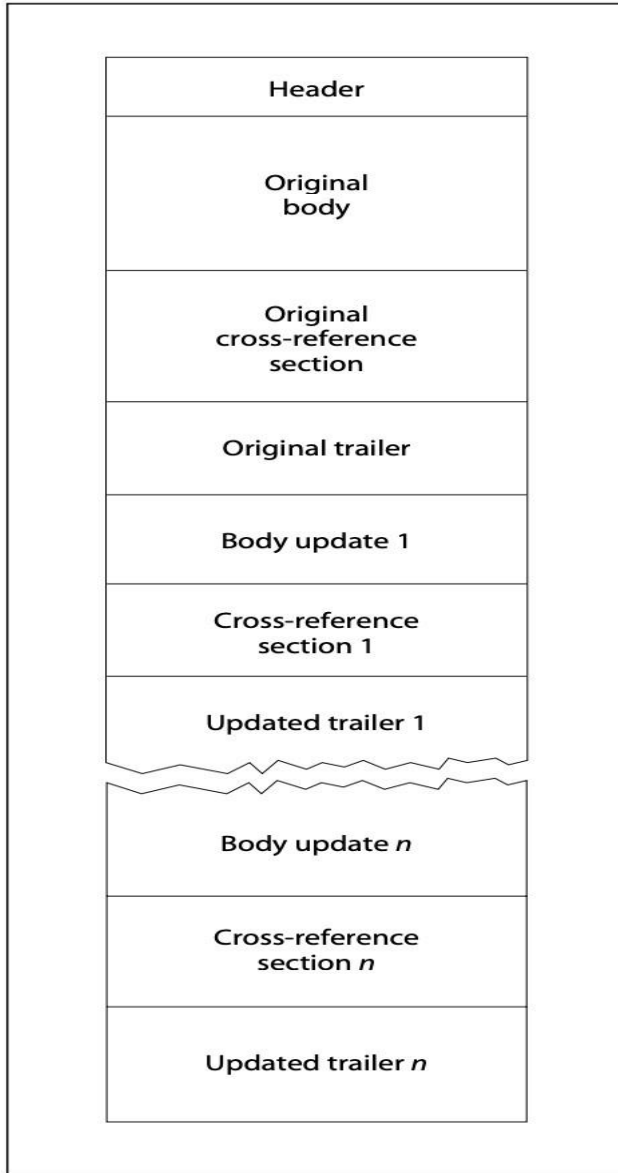 Header
Original
body
Original
cross-reference
section
Original trailer
Body update 1
Cross-reference
section 1
Updated trailer 1
Body update n
Cross-reference
section n
Updated trailer n